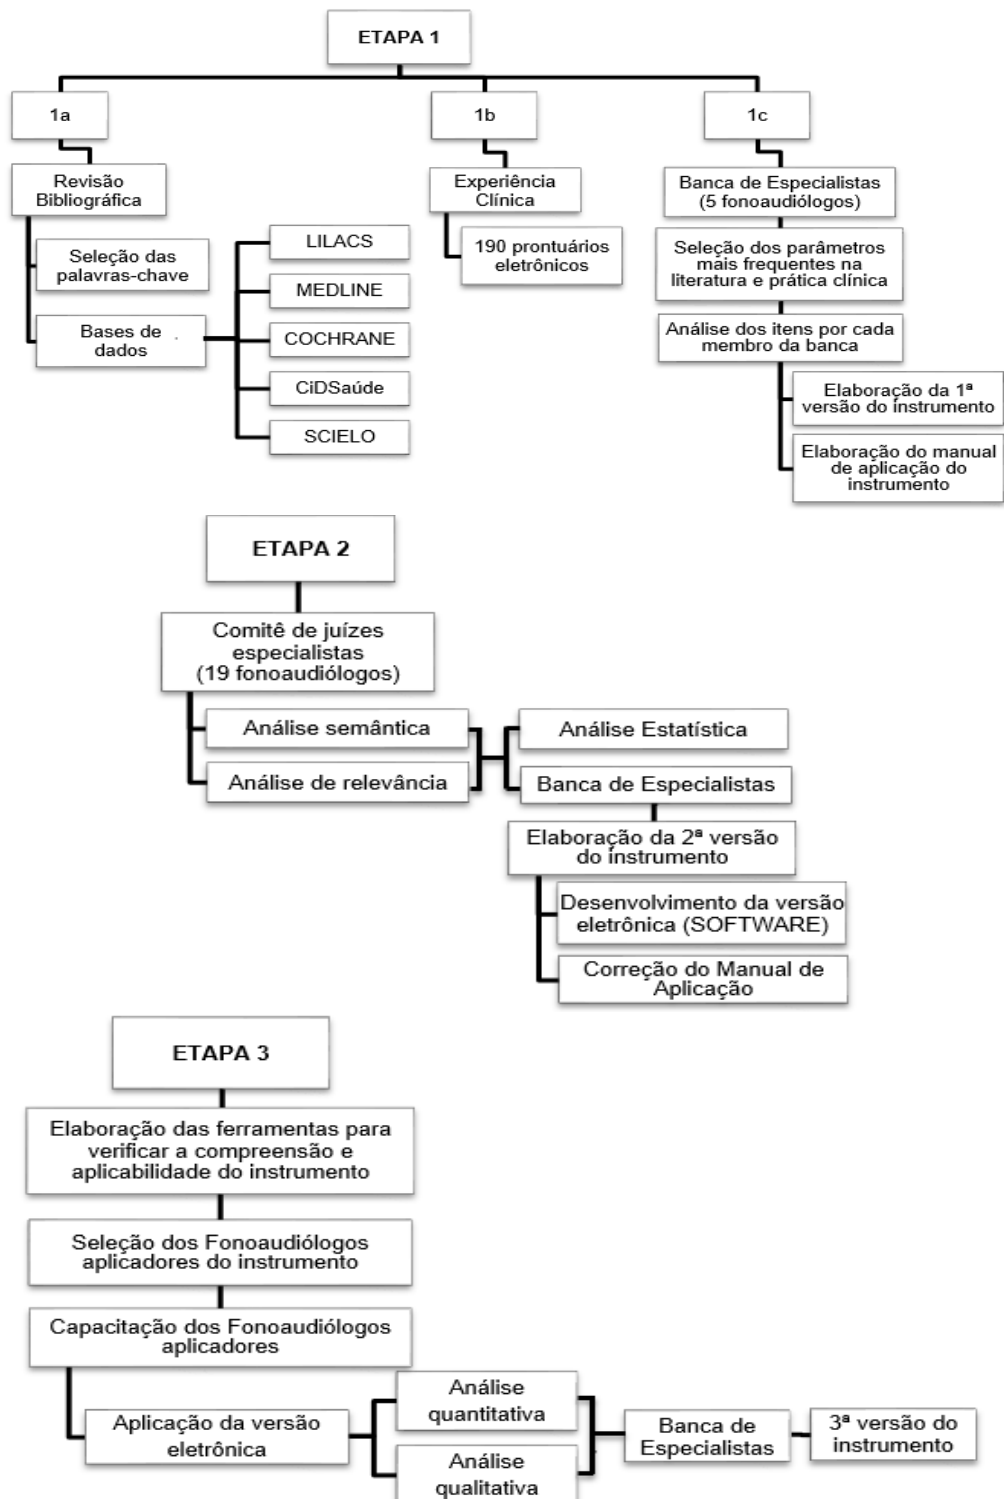 ETAPA 1
1a
1b
1c
Revisão
Bibliográfica
Seleção das
palavras-chave
Bases de
dados
LILACS
MEDLINE
COCHRANE
CiDSaúde
SCIELO
Experiência
Clínica
190 prontuários
eletrônicos
Banca de Especialistas
(5 fonoaudiólogos)
Seleção dos parâmetros
mais frequentes na
literatura e prática clínica
Análise dos itens por cada
membro da banca
Elaboração da 1ª
versão do instrumento
Elaboração do manual
de aplicação do
instrumento
ETAPA 2
Comitê de juízes
especialistas
(19 fonoaudiólogos)
Análise semântica
Análise de relevância
Análise Estatística
Banca de Especialistas
Elaboração da 2ª versão
do instrumento
Desenvolvimento da versão
eletrônica (SOFTWARE)
Correção do Manual de
Aplicação
ETAPA 3
Elaboração das ferramentas para
verificar a compreensão e
aplicabilidade do instrumento
Seleção dos Fonoaudiólogos
aplicadores do instrumento
Capacitação dos Fonoaudiólogos
aplicadores
Aplicação da versão
eletrônica
Análise
quantitativa
Análise
qualitativa
Banca de
Especialistas
3ª versão do
instrumento